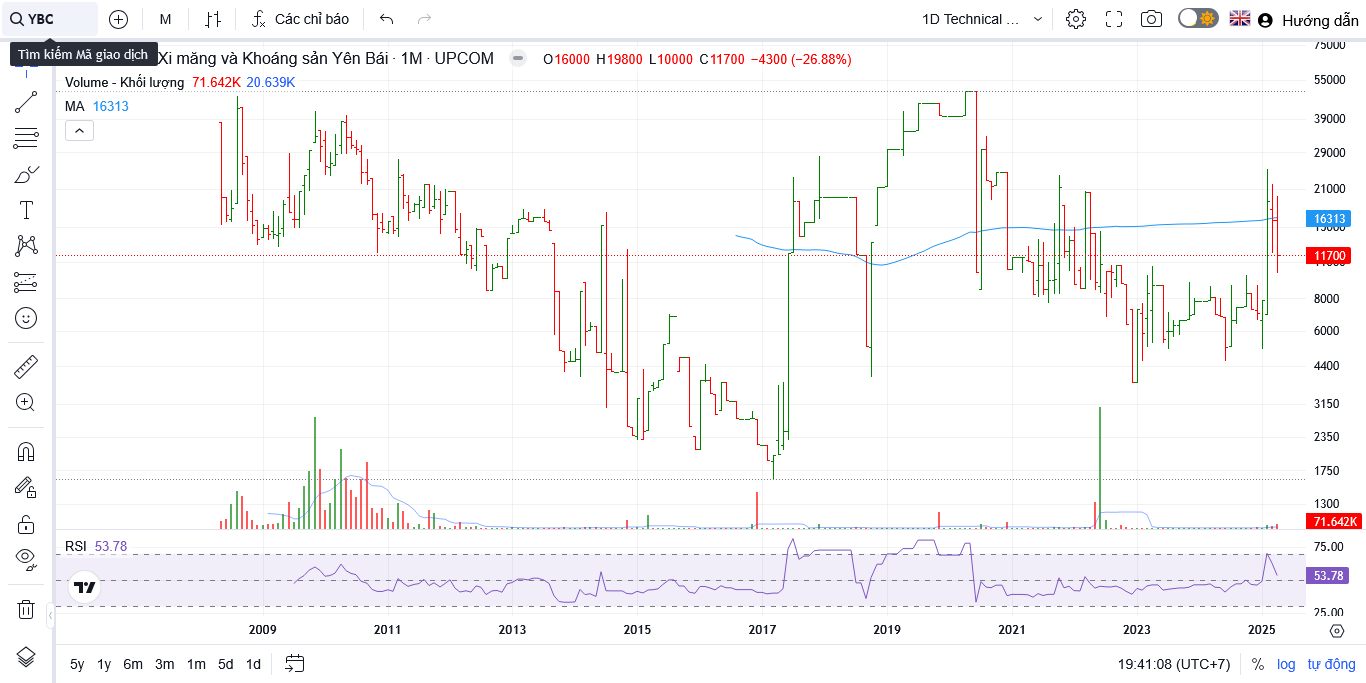 YBC
M
Các chỉ báo
1D Technical ...
Hướng dẫn
Tìm kiếm Mã giao dịch
Xi măng và Khoáng sản Yên Bái · 1M · UPCOM
O16000 H19800 L10000 C11700 −4300 (−26.88%)
Volume - Khối lượng 71.642K 20.639K
MA 16313
75000
55000
39000
29000
21000
16313
15000
11700
11000
8000
6000
4400
3150
2350
1750
1300
71.642K
RSI 53.78
75.00
53.78
25.00
2009 2011 2013 2015 2017 2019 2021 2023 2025
5y 1y 6m 3m 1m 5d 1d
19:41:08 (UTC+7) % log tự động